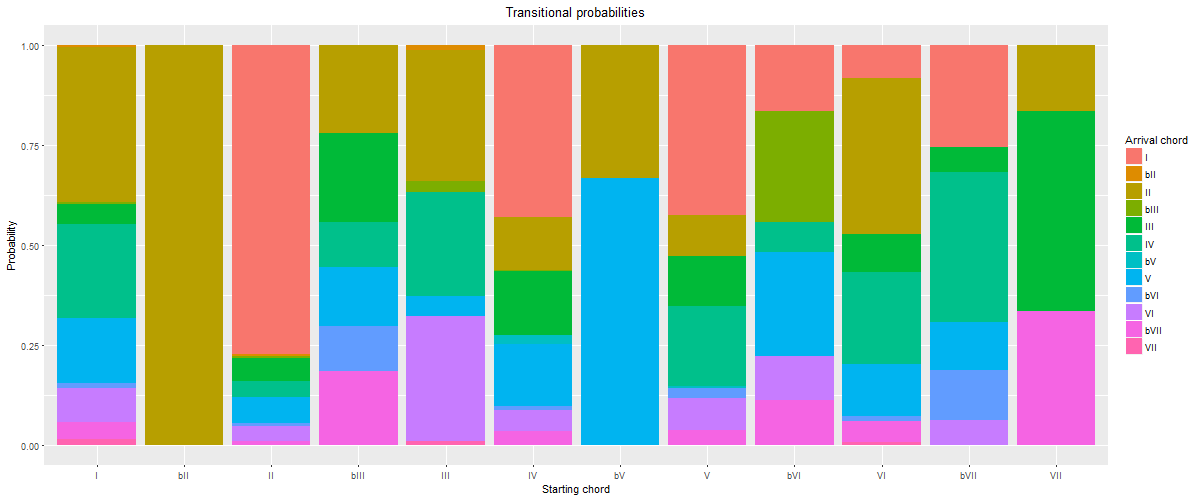 Transitional probabilities
1.00
0.75
0.50
0.25
0.00
Probability
I bII II bIII III IV bV V bVI VI bVII VII
Starting chord
Arrival chord
I
bII
II
bIII
III
IV
bV
V
bVI
VI
bVII
VII